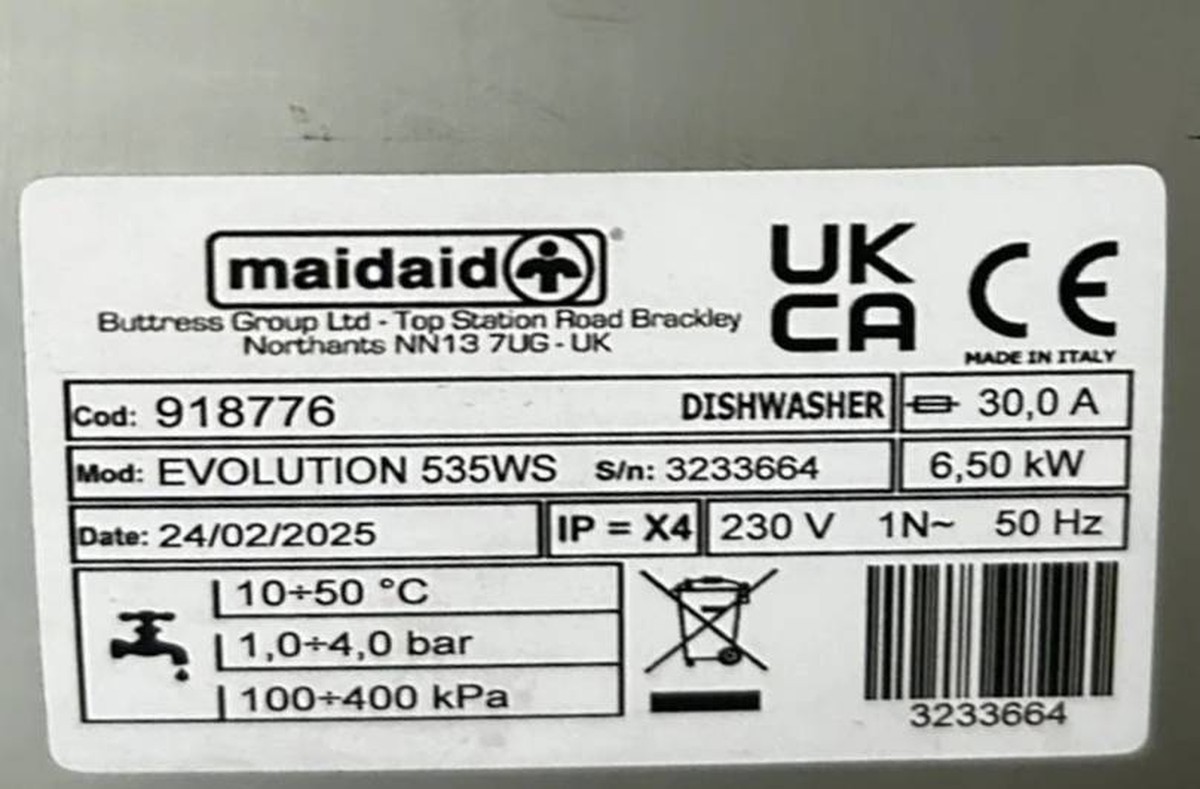 maidaid
Buttress Group Ltd - Top Station Road Brackley
Northants NN13 7UG - UK
UK
CA
CE
MADE IN ITALY
Cod: 918776 DISHWASHER 30,0 A
Mod: EVOLUTION 535WS S/n: 3233664 6,50 kW
Date: 24/02/2025 IP = X4 230 V 1N~ 50 Hz
10÷50 °C
1,0÷4,0 bar
100÷400 kPa
3233664